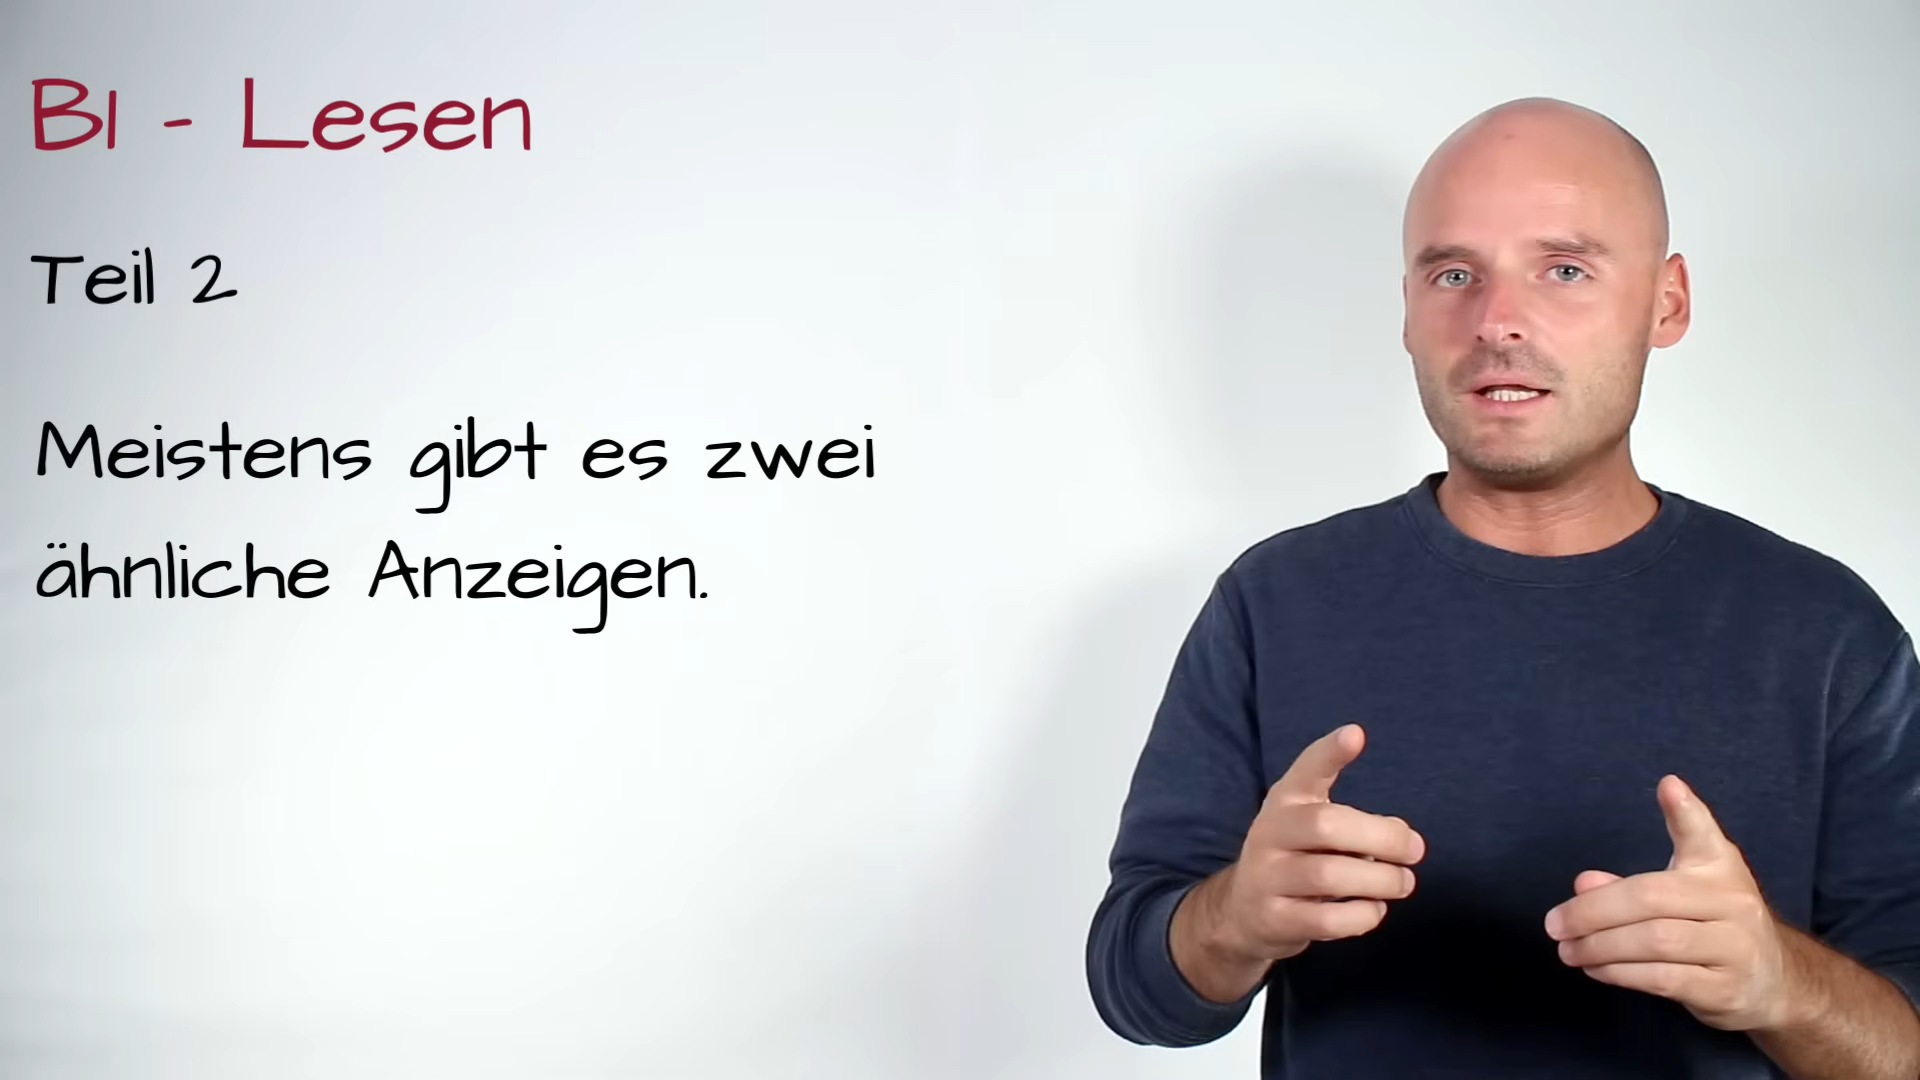 B1 - Lesen
Teil 2
Meistens gibt es zwei
ähnliche Anzeigen.